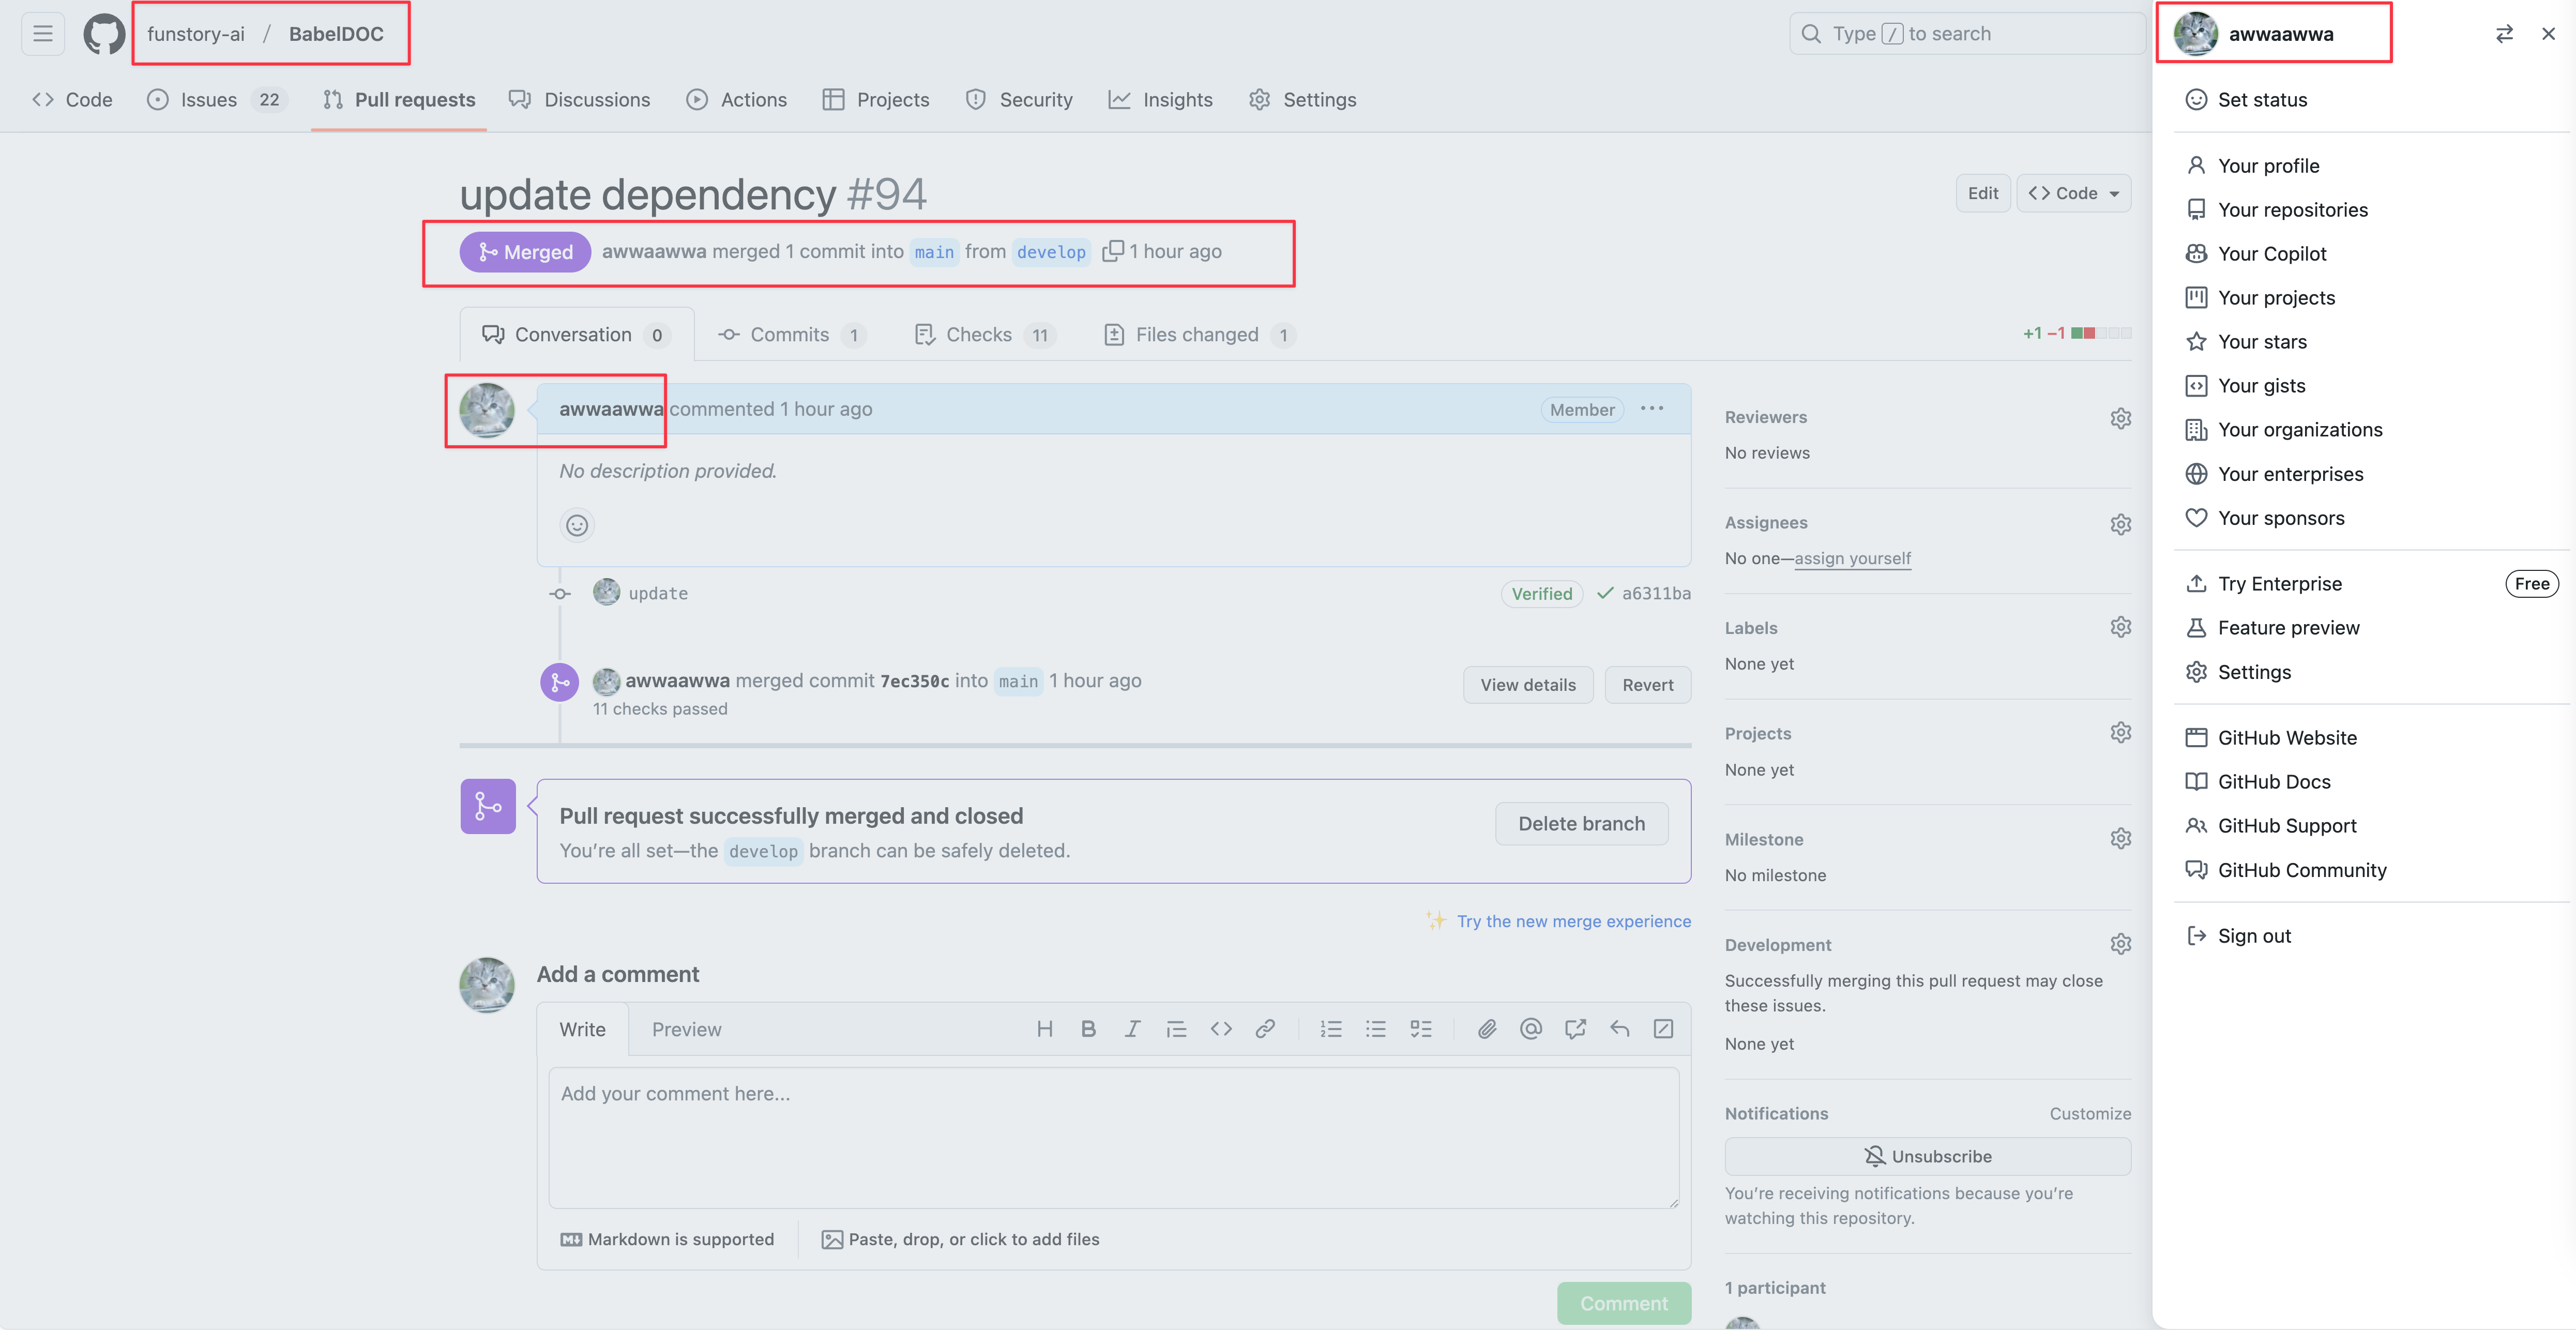 funstory-ai / BabelDOC
Type / to search
awwaawwa
Code
Issues 22
Pull requests
Discussions
Actions
Projects
Security
Insights
Settings
Set status
Your profile
Your repositories
Your Copilot
Your projects
Your stars
Your gists
Your organizations
Your enterprises
Your sponsors
Try Enterprise Free
Feature preview
Settings
GitHub Website
GitHub Docs
GitHub Support
GitHub Community
Sign out
update dependency #94
Edit
Code
Merged awwaawwa merged 1 commit into main from develop 1 hour ago
Conversation 0
Commits 1
Checks 11
Files changed 1
+1 −1
awwaawwa commented 1 hour ago
Member
No description provided.
update
Verified a6311ba
awwaawwa merged commit 7ec350c into main 1 hour ago
11 checks passed
View details
Revert
Pull request successfully merged and closed
You’re all set—the develop branch can be safely deleted.
Delete branch
Try the new merge experience
Add a comment
Write
Preview
Add your comment here...
Markdown is supported
Paste, drop, or click to add files
Comment
Reviewers
No reviews
Assignees
No one—assign yourself
Labels
None yet
Projects
None yet
Milestone
No milestone
Development
Successfully merging this pull request may close
these issues.
None yet
Notifications
Customize
Unsubscribe
You’re receiving notifications because you’re
watching this repository.
1 participant